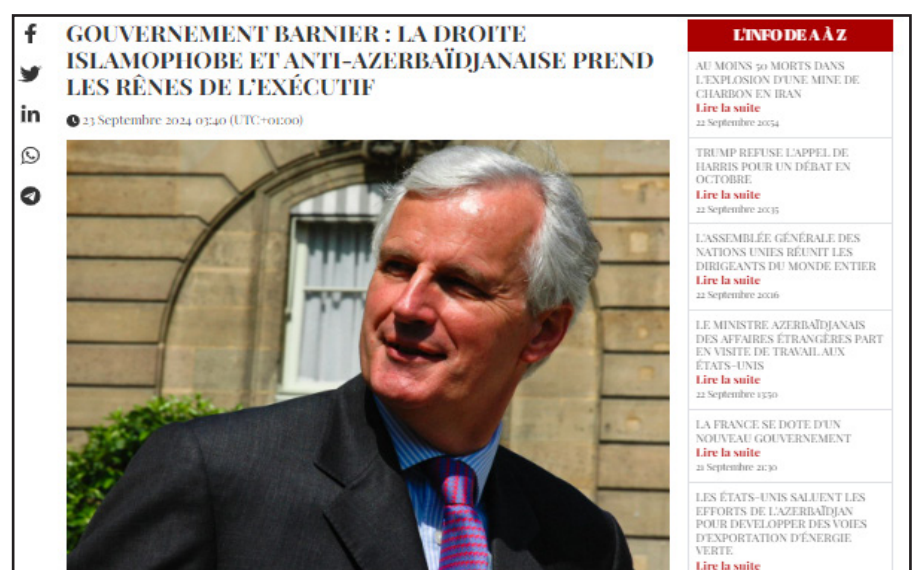 GOUVERNEMENT BARNIER : LA DROITE
ISLAMOPHOBE ET ANTI-AZERBAÏDJANAISE PREND
LES RÊNES DE L'EXÉCUTIF
23 Septembre 2024 03:40 (UTC+01:00)
L'INFO DE A À Z
AU MOINS 50 MORTS DANS
L'EXPLOSION D'UNE MINE DE
CHARBON EN IRAN
Lire la suite
22 Septembre 20:54
TRUMP REFUSE L'APPEL DE
HARRIS POUR UN DÉBAT EN
OCTOBRE
Lire la suite
22 Septembre 20:35
L'ASSEMBLÉE GÉNÉRALE DES
NATIONS UNIES RÉUNIT LES
DIRIGEANTS DU MONDE ENTIER
Lire la suite
22 Septembre 20:16
LE MINISTRE AZERBAÏDJANAIS
DES AFFAIRES ÉTRANGÈRES PART
EN VISITE DE TRAVAIL AUX
ÉTATS-UNIS
Lire la suite
22 Septembre 13:50
LA FRANCE SE DOTE D'UN
NOUVEAU GOUVERNEMENT
Lire la suite
21 Septembre 21:30
LES ÉTATS-UNIS SALUENT LES
EFFORTS DE L'AZERBAÏDJAN
POUR DEVELOPPER DES VOIES
D'EXPORTATION D'ÉNERGIE
VERTE
Lire la suite